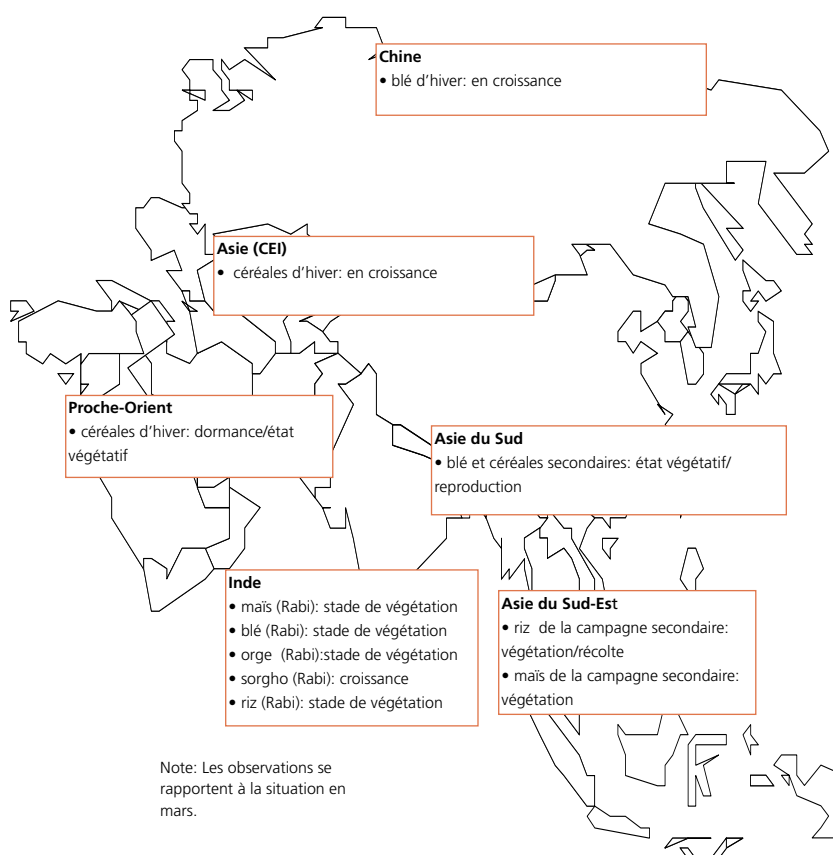 Chine
• blé d'hiver: en croissance
Asie (CEI)
• céréales d'hiver: en croissance
Proche-Orient
• céréales d'hiver: dormance/état
végétatif
Asie du Sud
• blé et céréales secondaires: état végétatif/
reproduction
Inde
• maïs (Rabi): stade de végétation
• blé (Rabi): stade de végétation
• orge (Rabi):stade de végétation
• sorgho (Rabi): croissance
• riz (Rabi): stade de végétation
Asie du Sud-Est
• riz de la campagne secondaire:
végétation/récolte
• maïs de la campagne secondaire:
végétation
Note: Les observations se
rapportent à la situation en
mars.